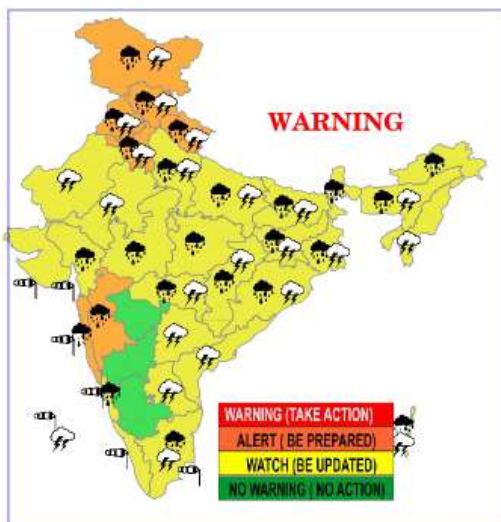 WARNING
WARNING (TAKE ACTION)
ALERT ( BE PREPARED)
WATCH (BE UPDATED)
NO WARNING ( NO ACTION)